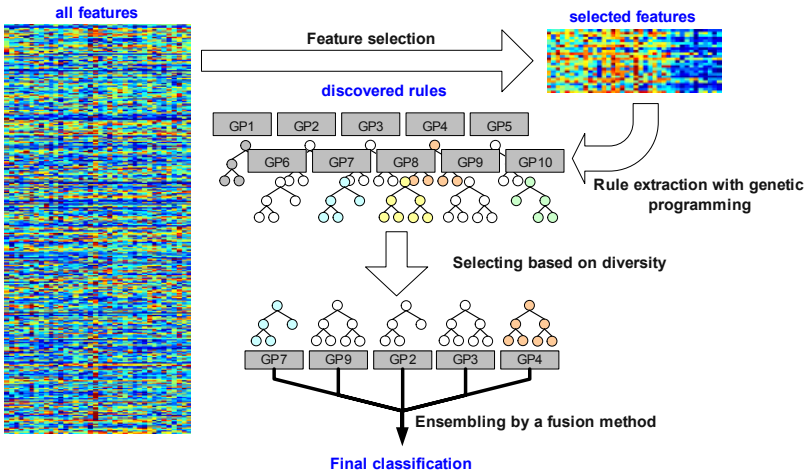 all features
selected features
Feature selection
discovered rules
GP1 GP2 GP3 GP4 GP5
GP6 GP7 GP8 GP9 GP10
Rule extraction with genetic
programming
Selecting based on diversity
GP7 GP9 GP2 GP3 GP4
Ensembling by a fusion method
Final classification